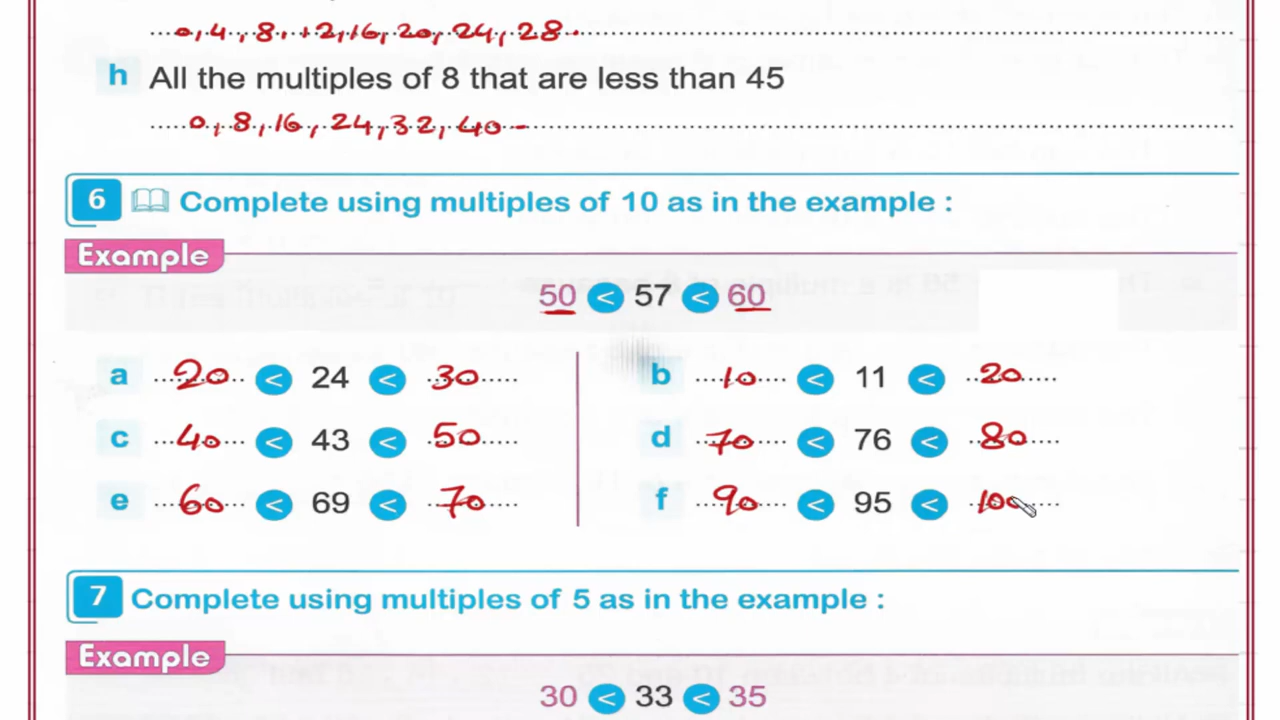 0, 4, 8, 12, 16, 20, 24, 28.
h All the multiples of 8 that are less than 45
0, 8, 16, 24, 32, 40
6 Complete using multiples of 10 as in the example :
Example
50 < 57 < 60
a 20 < 24 < 30 b 10 < 11 < 20
c 40 < 43 < 50 d 70 < 76 < 80
e 60 < 69 < 70 f 90 < 95 < 100
7 Complete using multiples of 5 as in the example :
Example
30 < 33 < 35